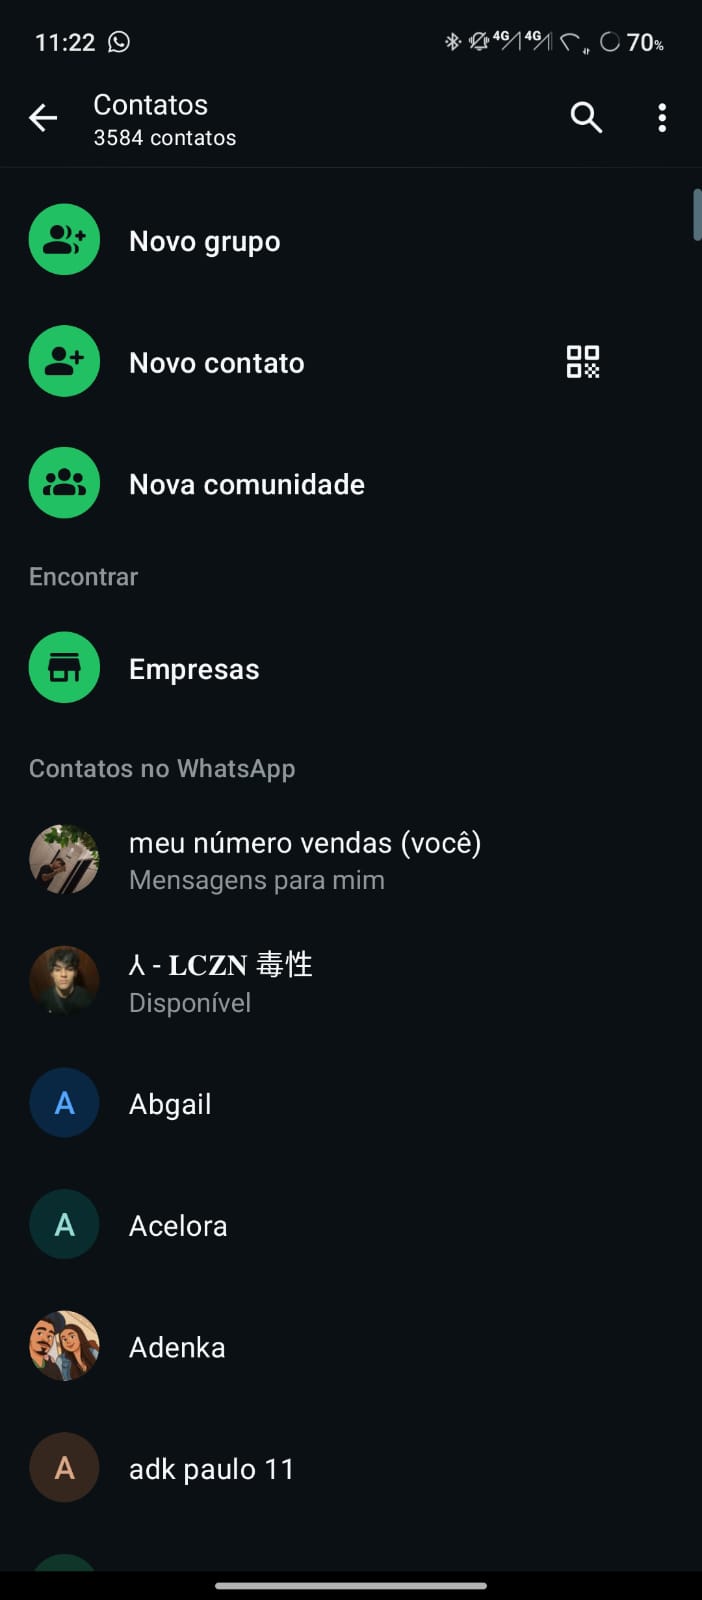 11:22
4G 4G 70%
Contatos
3584 contatos
Novo grupo
Novo contato
Nova comunidade
Encontrar
Empresas
Contatos no WhatsApp
meu número vendas (você)
Mensagens para mim
⅄ - 𝐋𝐂𝐙𝐍 毒性
Disponível
A
Abgail
A
Acelora
Adenka
A
adk paulo 11